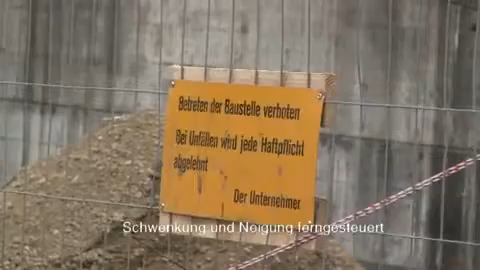 Betreten der Baustelle verboten
Bei Unfällen wird jede Haftpflicht
abgelehnt
Der Unternehmer
Schwenkung und Neigung ferngesteuert